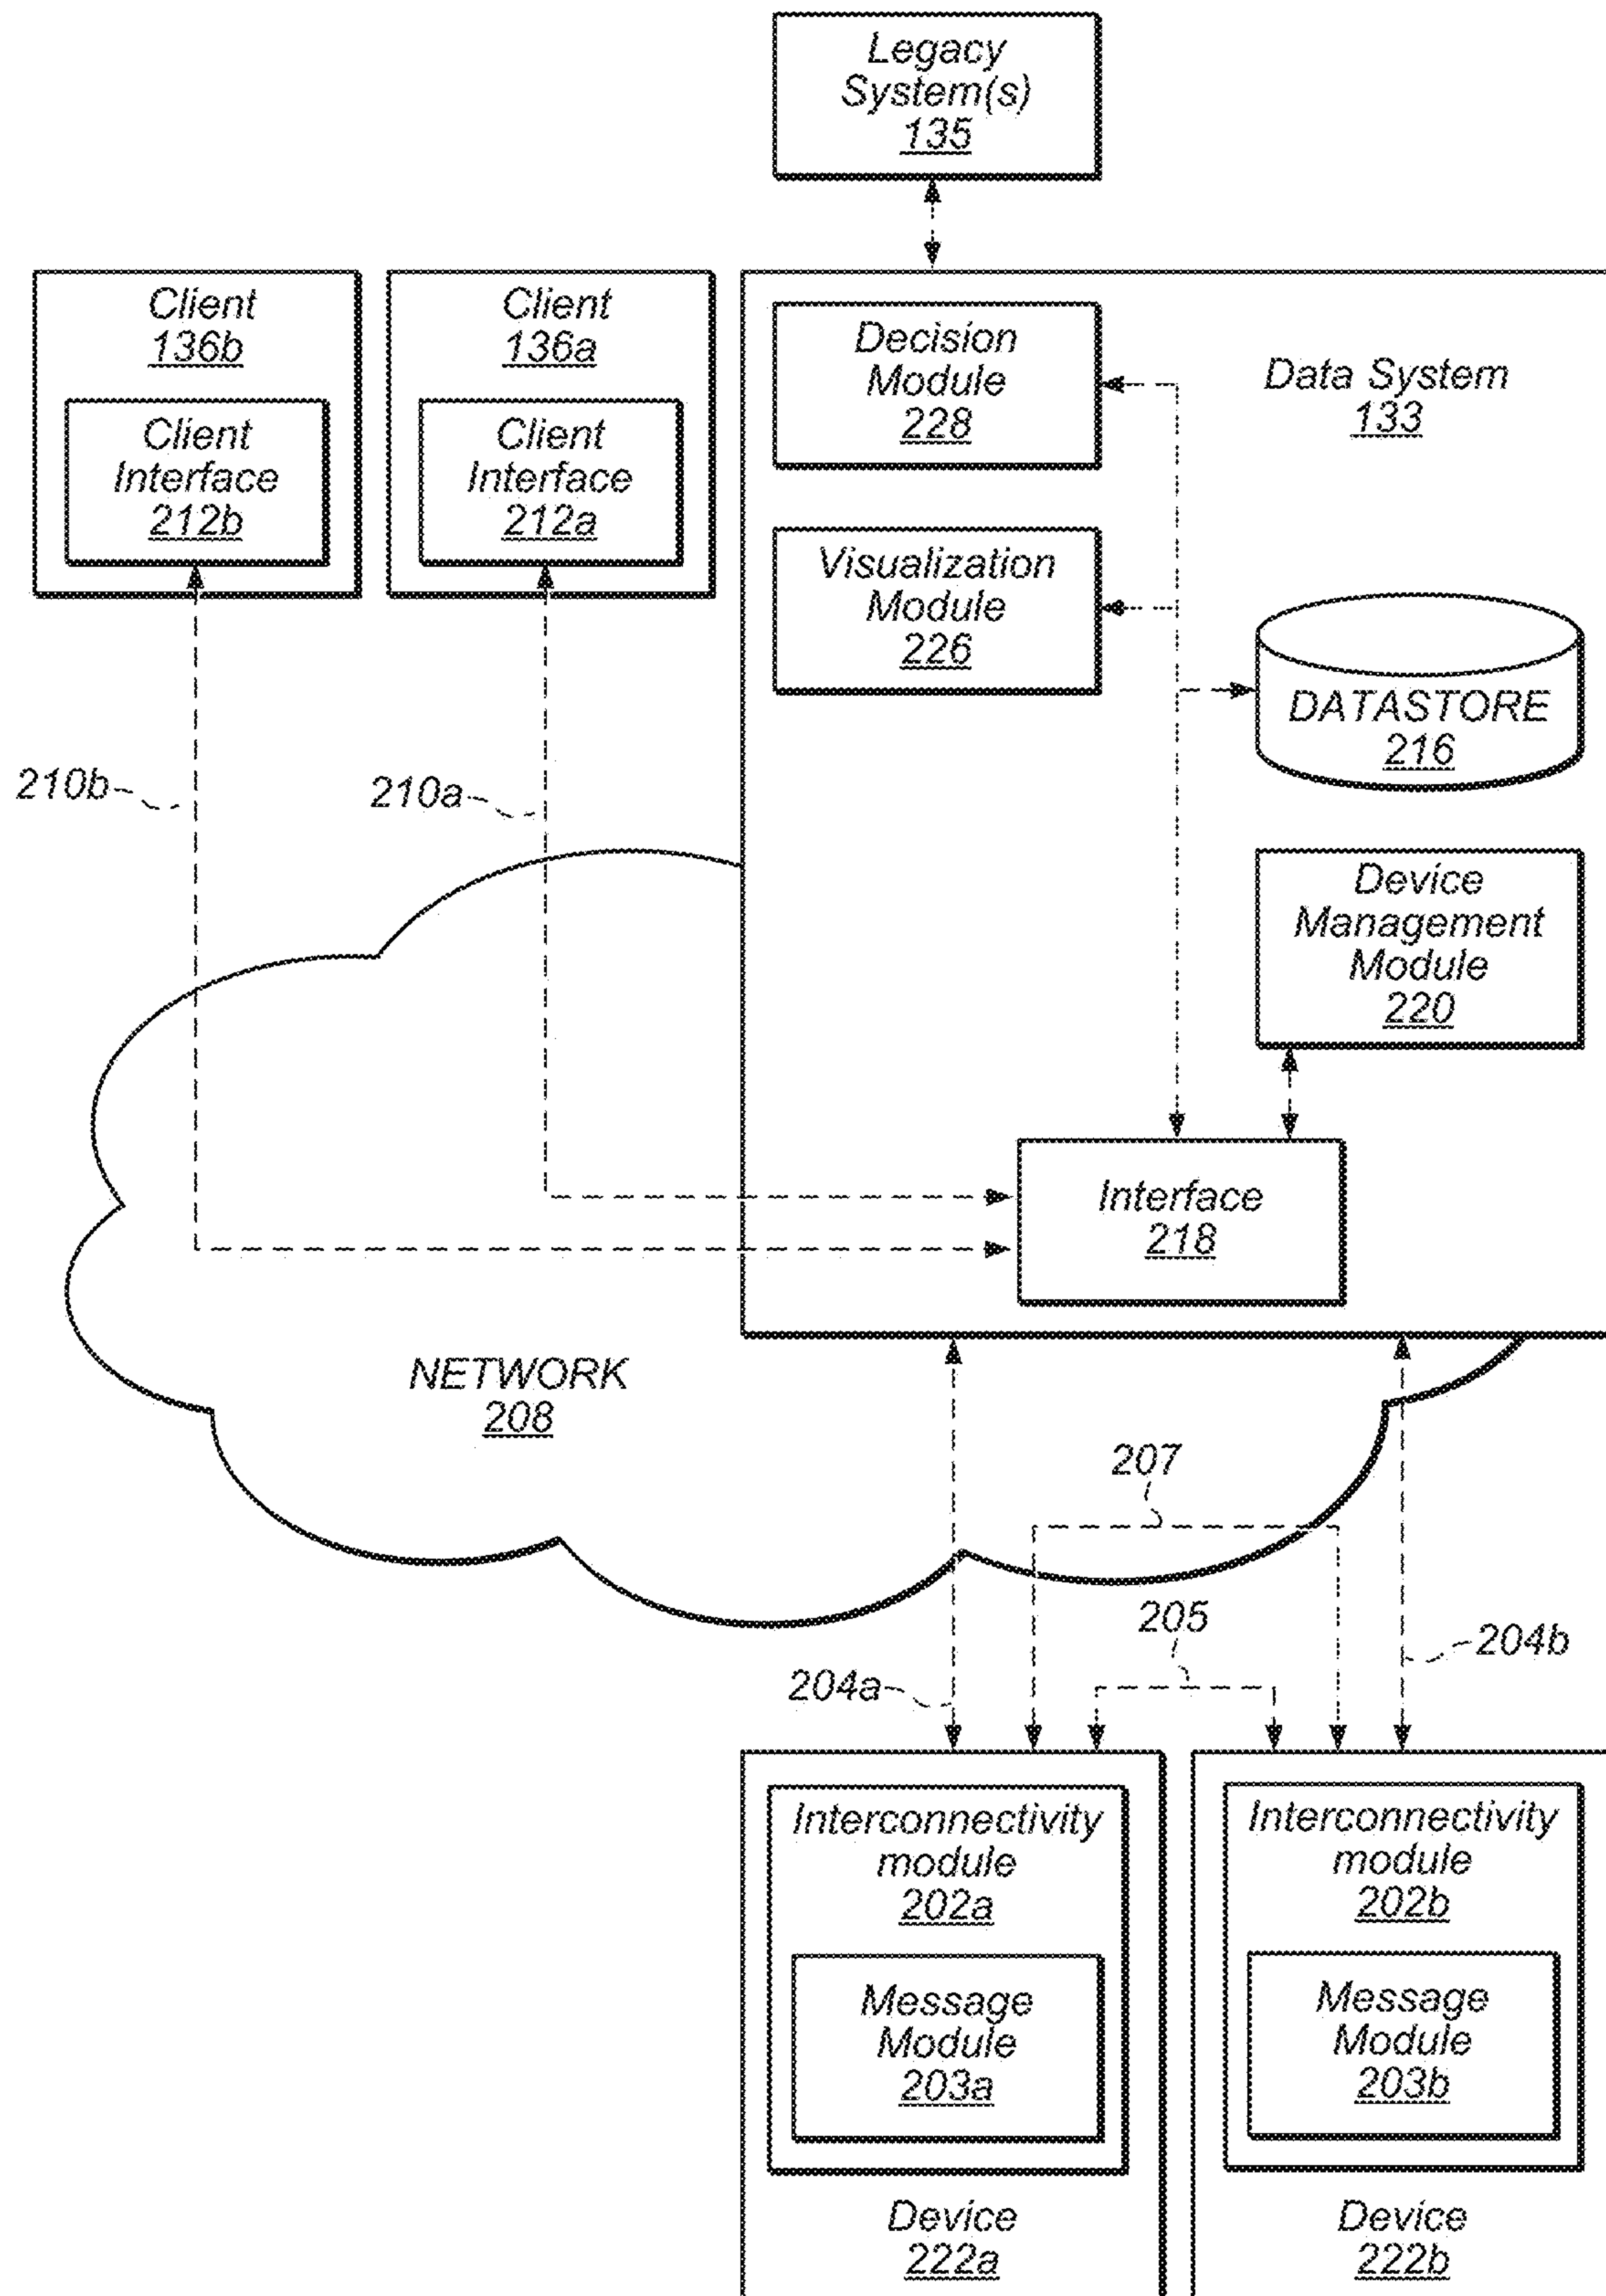 Legacy
System(s)
135
Client
136b
Client
Interface
212b
Client
136a
Client
Interface
212a
Decision
Module
228
Data System
133
Visualization
Module
226
DATASTORE
216
210b
210a
Device
Management
Module
220
Interface
218
NETWORK
208
207
205
204b
204a
Interconnectivity
module
202a
Message
Module
203a
Device
222a
Interconnectivity
module
202b
Message
Module
203b
Device
222b